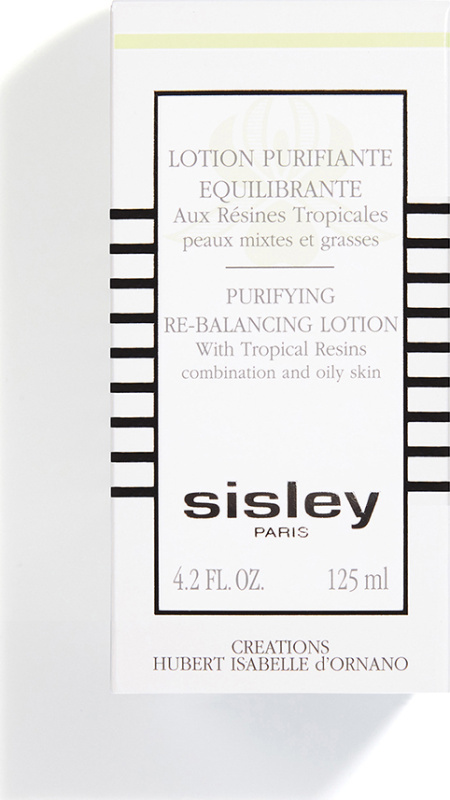 LOTION PURIFIANTE
EQUILIBRANTE
Aux Résines Tropicales
peaux mixtes et grasses
PURIFYING
RE-BALANCING LOTION
With Tropical Resins
combination and oily skin
sisley
PARIS
4.2 FL. OZ. 125 ml
CREATIONS
HUBERT ISABELLE d'ORNANO